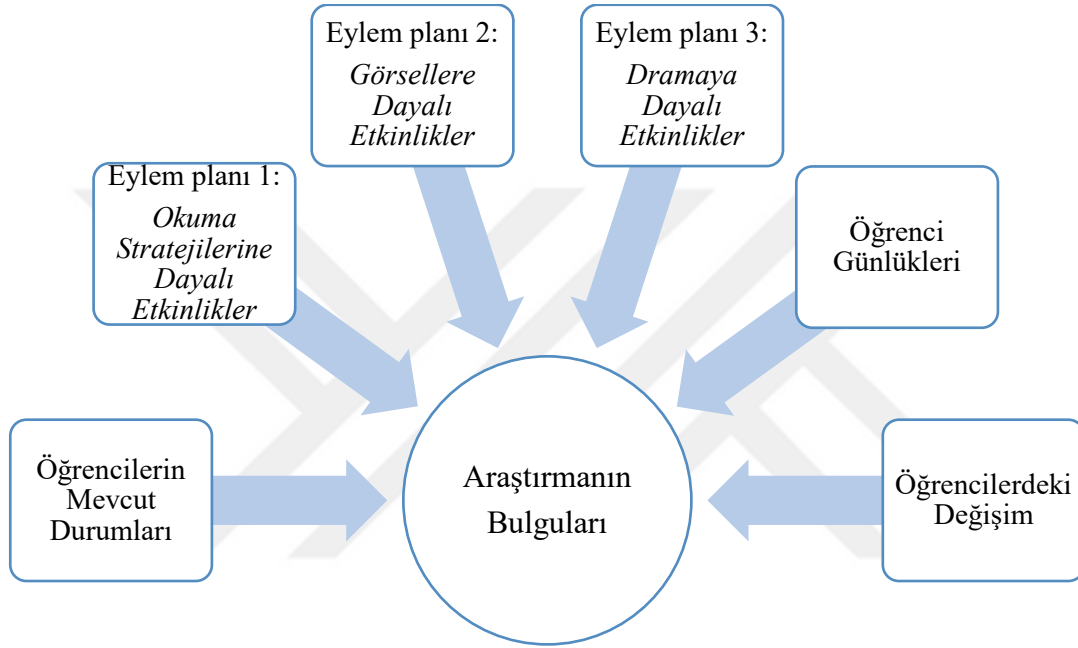 Öğrencilerin
Mevcut
Durumları
Eylem planı 1:
Okuma
Stratejilerine
Dayalı
Etkinlikler
Eylem planı 2:
Görsellere
Dayalı
Etkinlikler
Eylem planı 3:
Dramaya
Dayalı
Etkinlikler
Öğrenci
Günlükleri
Öğrencilerdeki
Değişim
Araştırmanın
Bulguları